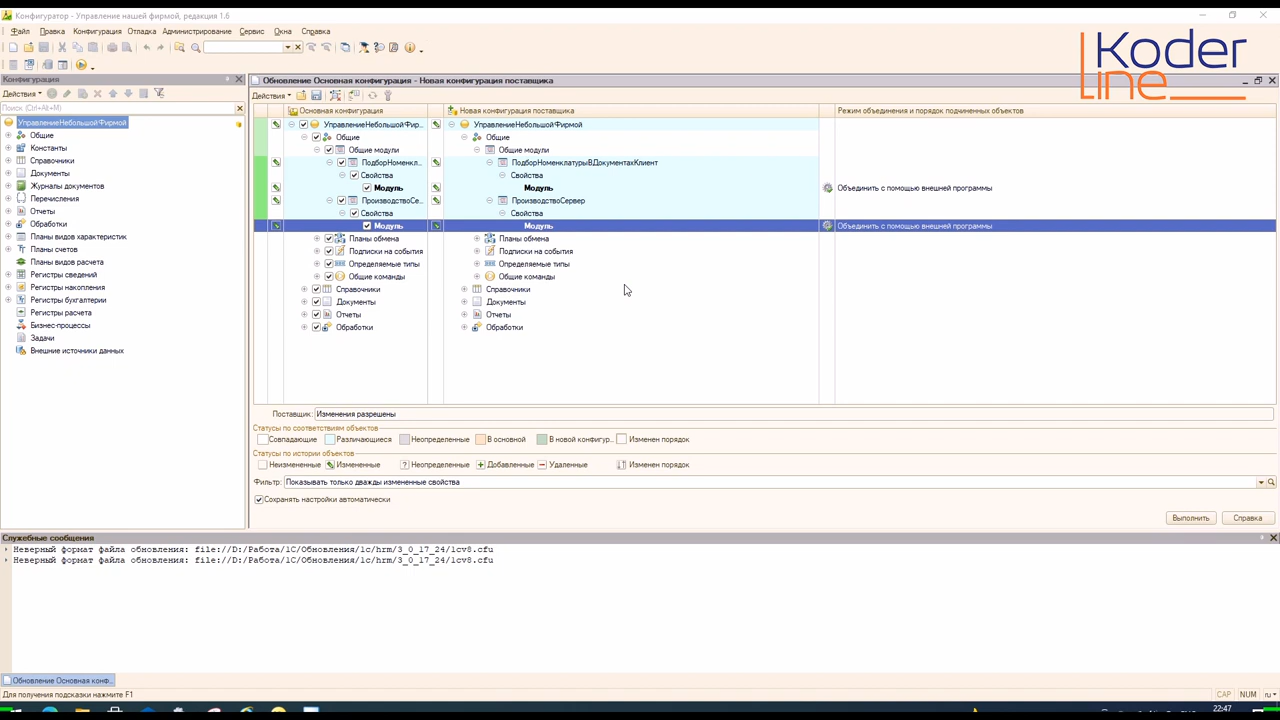 Конфигуратор - Управление нашей фирмой, редакция 1.6
Файл Правка Конфигурация Отладка Администрирование Сервис Окна Справка
Koder
Line
Конфигурация
Действия
Поиск (Ctrl+Alt+M)
УправлениеНебольшойФирмой
Общие
Константы
Справочники
Документы
Журналы документов
Перечисления
Отчеты
Обработки
Планы видов характеристик
Планы счетов
Планы видов расчета
Регистры сведений
Регистры накопления
Регистры бухгалтерии
Регистры расчета
Бизнес-процессы
Задачи
Внешние источники данных
Обновление Основная конфигурация - Новая конфигурация поставщика
Действия
Основная конфигурация Новая конфигурация поставщика Режим объединения и порядок подчиненных объектов
УправлениеНебольшойФир... УправлениеНебольшойФирмой
Общие Общие
Общие модули Общие модули
ПодборНоменкл... ПодборНоменклатурыВДокументахКлиент
Свойства Свойства
Модуль Модуль Объединить с помощью внешней программы
ПроизводствоСе... ПроизводствоСервер
Свойства Свойства
Модуль Модуль Объединить с помощью внешней программы
Планы обмена Планы обмена
Подписки на события Подписки на события
Определяемые типы Определяемые типы
Общие команды Общие команды
Справочники Справочники
Документы Документы
Отчеты Отчеты
Обработки Обработки
Поставщик: Изменения разрешены
Статусы по соответствиям объектов
Совпадающие Различающиеся Неопределенные В основной В новой конфигур... Изменен порядок
Статусы по истории объектов
Неизмененные Измененные ? Неопределенные Добавленные Удаленные Изменен порядок
Фильтр: Показывать только дважды измененные свойства
Сохранять настройки автоматически
Выполнить Справка
Служебные сообщения
Неверный формат файла обновления: file://D:/Работа/1С/Обновления/1c/hrm/3_0_17_24/1cv8.cfu
Неверный формат файла обновления: file://D:/Работа/1С/Обновления/1c/hrm/3_0_17_24/1cv8.cfu
Обновление Основная конф...
Для получения подсказки нажмите F1 CAP NUM ru
22:47